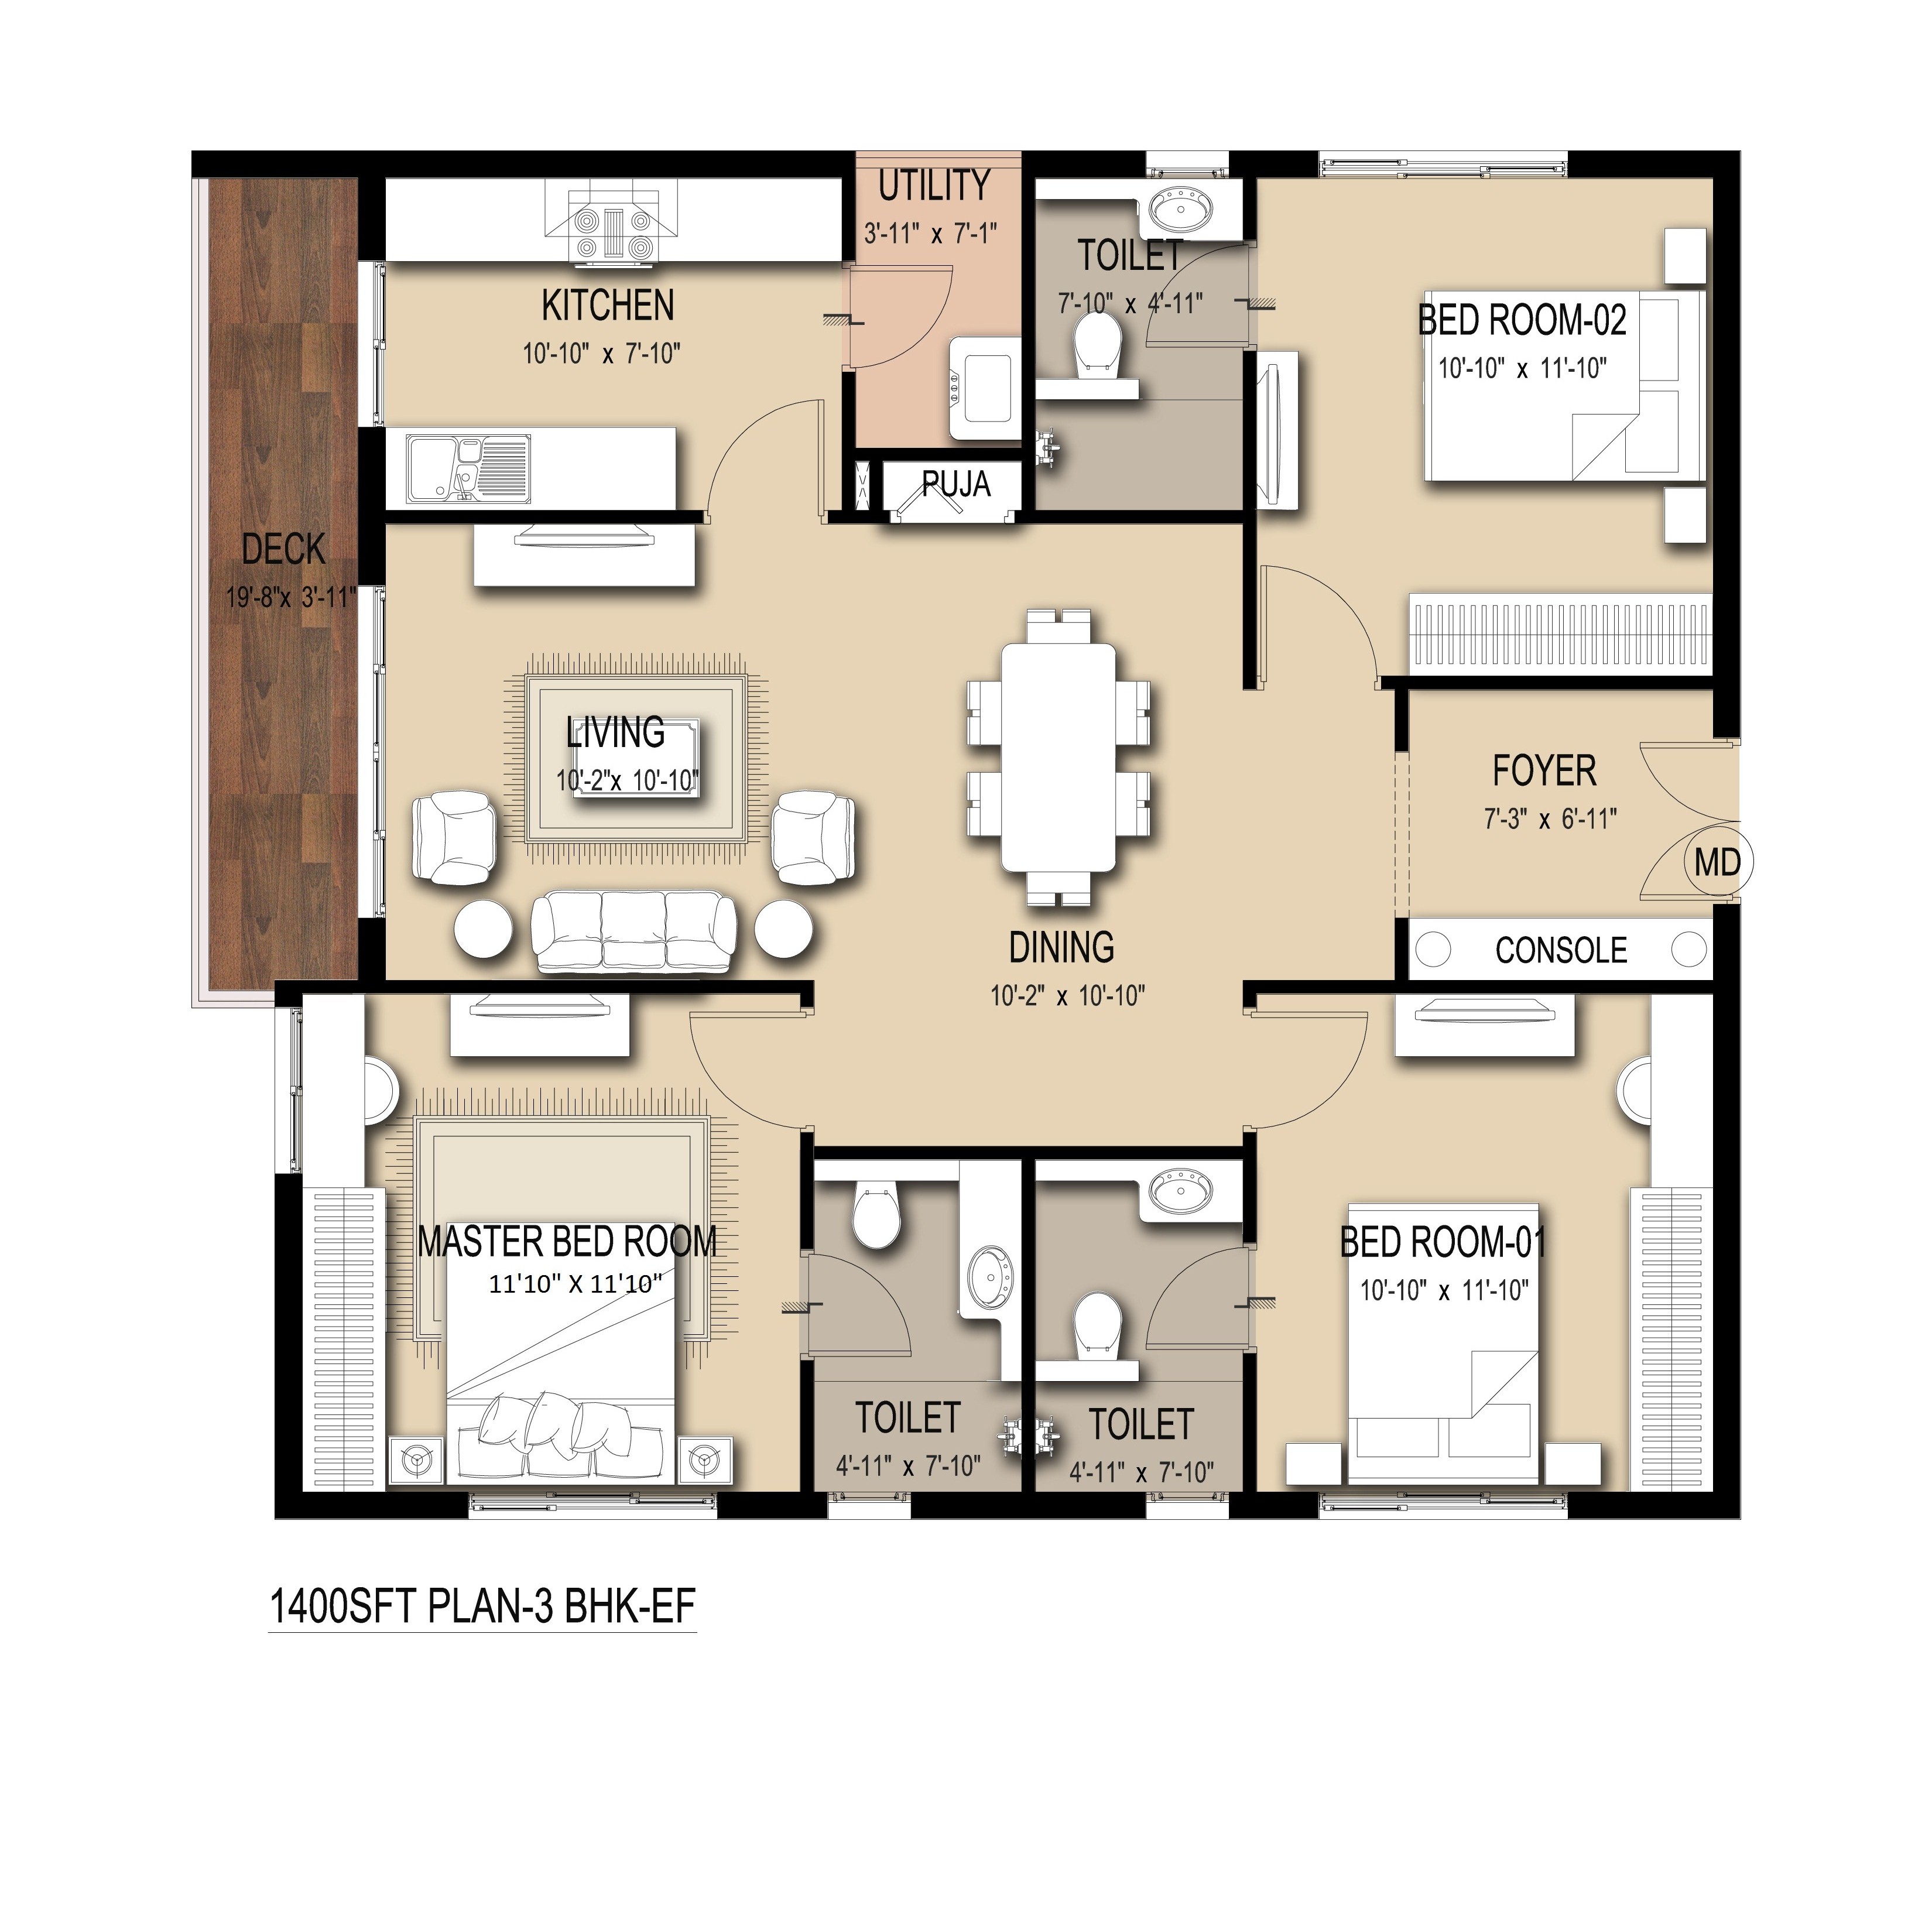 UTILITY
3'-11" x 7'-1"
TOILET
7'-10" x 4'-11"
KITCHEN
10'-10" x 7'-10"
BED ROOM-02
10'-10" x 11'-10"
PUJA
DECK
19'-8"x 3'-11"
LIVING
10'-2"x 10'-10"
FOYER
7'-3" x 6'-11"
MD
CONSOLE
DINING
10'-2" x 10'-10"
MASTER BED ROOM
11'10" X 11'10"
BED ROOM-01
10'-10" x 11'-10"
TOILET
4'-11" x 7'-10"
TOILET
4'-11" x 7'-10"
1400SFT PLAN-3 BHK-EF